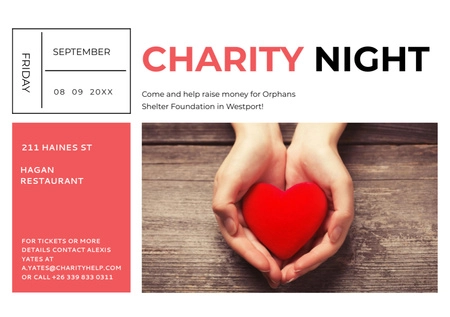 FRIDAY
SEPTEMBER
08 09 20XX
CHARITY NIGHT
Come and help raise money for Orphans
Shelter Foundation in Westport!
211 HAINES ST
HAGAN
RESTAURANT
FOR TICKETS OR MORE
DETAILS CONTACT ALEXIS
YATES AT
A.YATES@CHARITYHELP.COM
OR CALL +26 339 833 0311